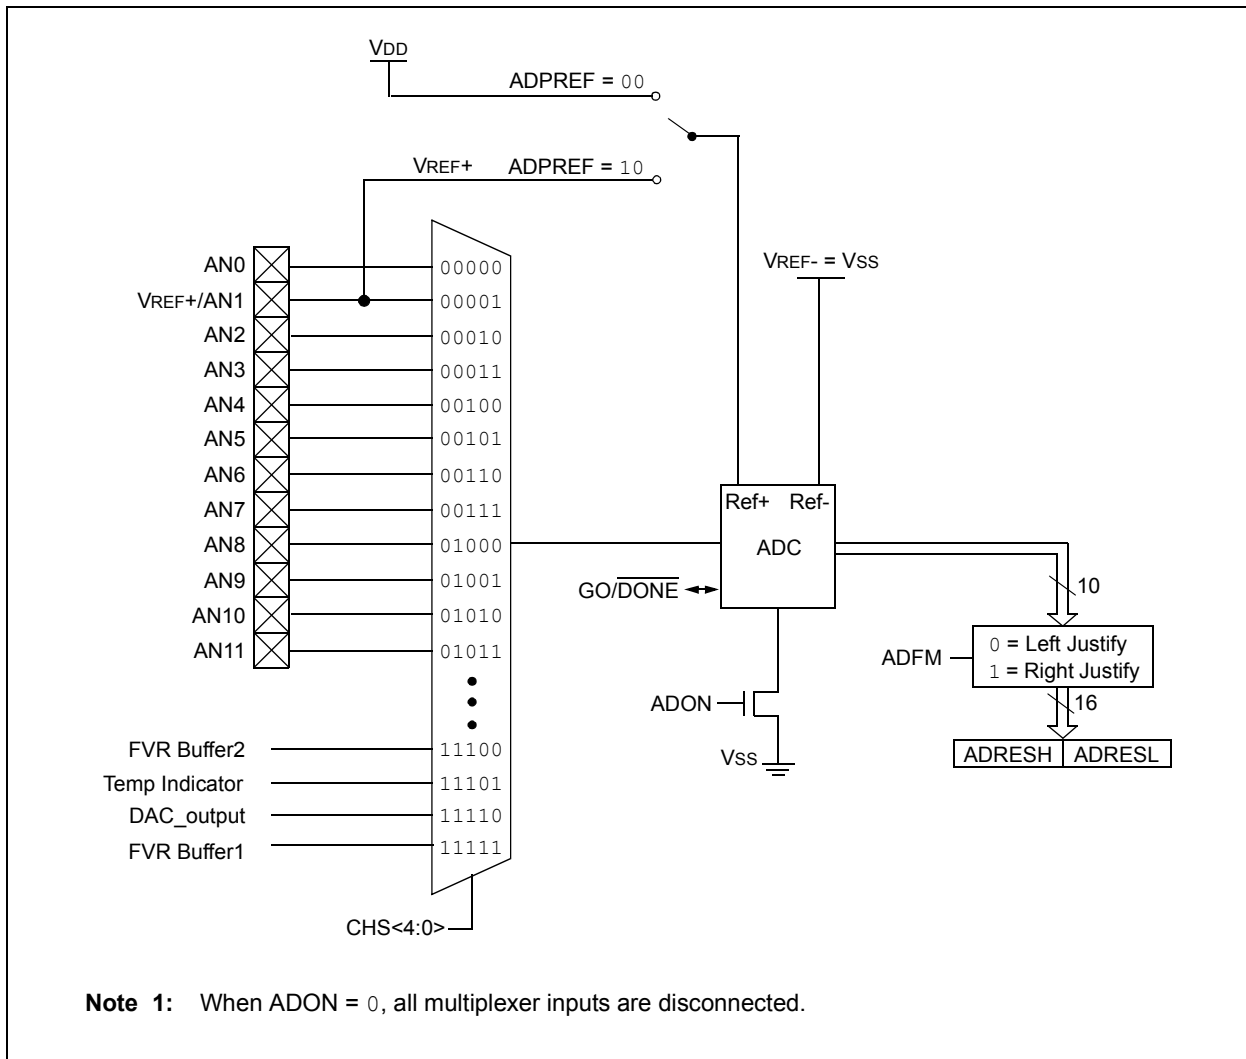 VDD
ADPREF = 00
VREF+ ADPREF = 10
AN0
VREF+/AN1
AN2
AN3
AN4
AN5
AN6
AN7
AN8
AN9
AN10
AN11
FVR Buffer2
Temp Indicator
DAC_output
FVR Buffer1
00000
00001
00010
00011
00100
00101
00110
00111
01000
01001
01010
01011
11100
11101
11110
11111
CHS<4:0>
VREF- = VSS
Ref+ Ref-
ADC
GO/DONE
ADON
VSS
10
ADFM
0 = Left Justify
1 = Right Justify
16
ADRESH ADRESL
Note 1: When ADON = 0, all multiplexer inputs are disconnected.